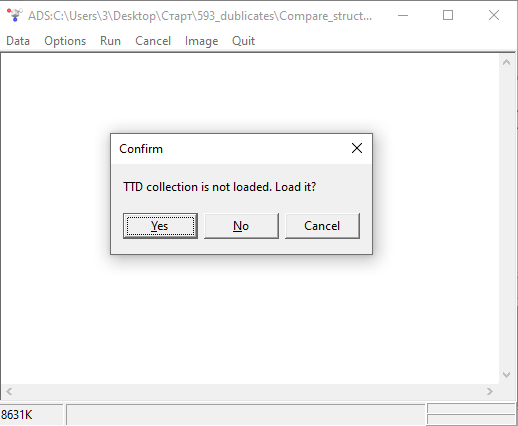 ADS:C:\Users\3\Desktop\Старт\593_dublicates\Compare_struct...
Data Options Run Cancel Image Quit
Confirm
TTD collection is not loaded. Load it?
Yes No Cancel
8631K